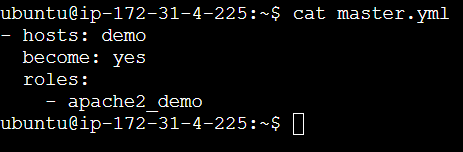 ubuntu@ip-172-31-4-225:~$ cat master.yml
- hosts: demo
  become: yes
  roles:
    - apache2_demo
ubuntu@ip-172-31-4-225:~$